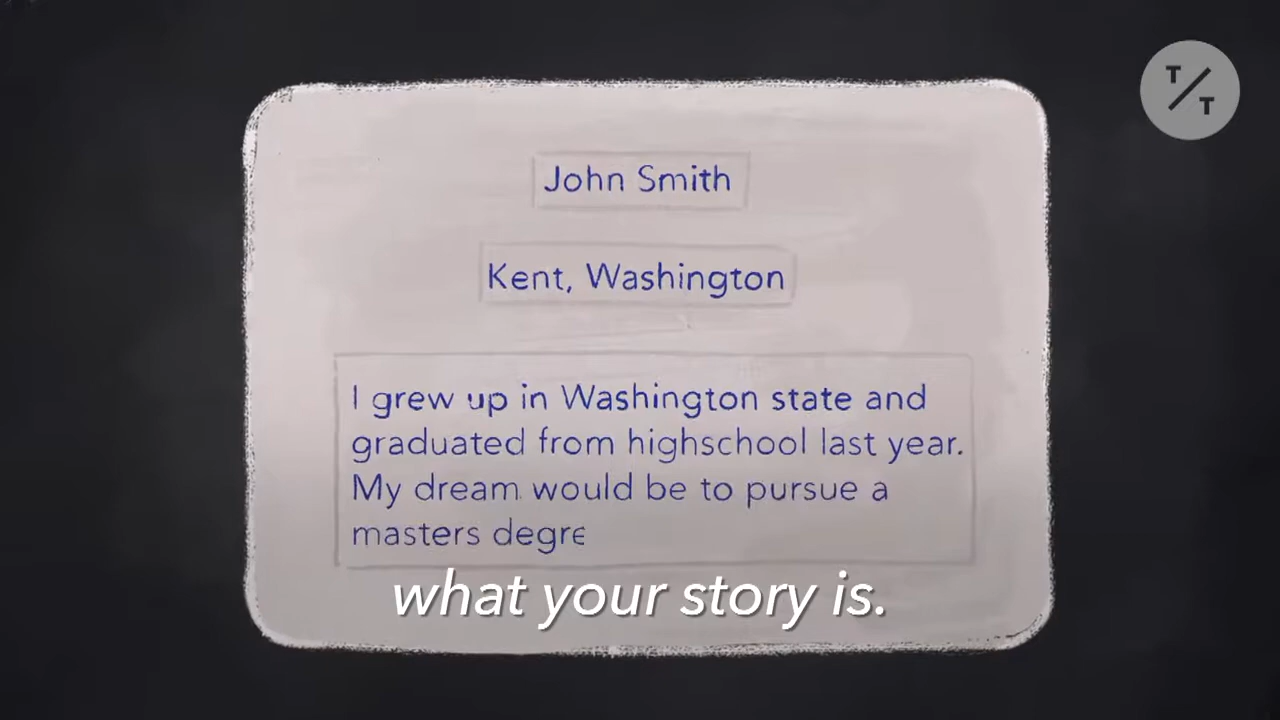 T/T
John Smith
Kent, Washington
I grew up in Washington state and
graduated from highschool last year.
My dream would be to pursue a
masters degre
what your story is.